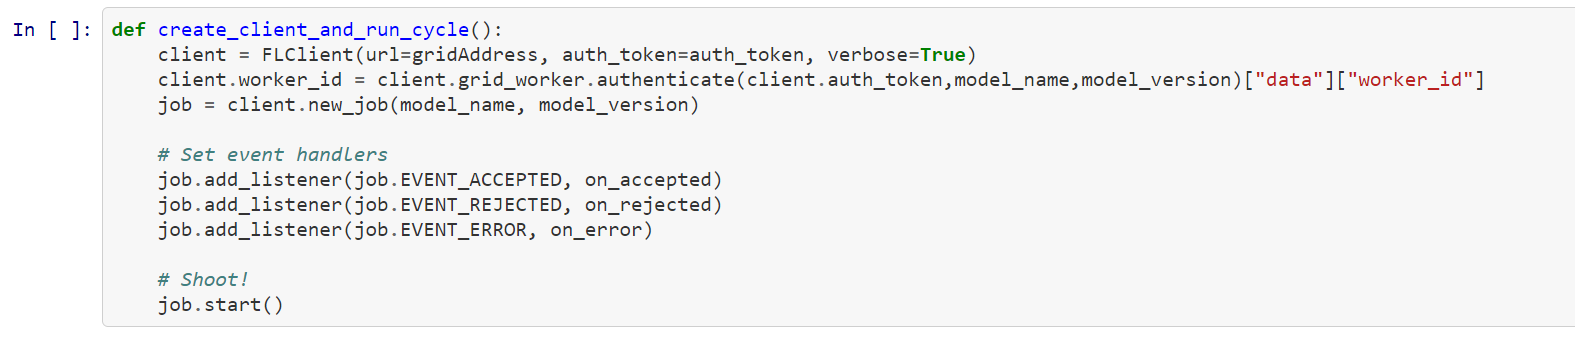 In [ ]: def create_client_and_run_cycle():
    client = FLClient(url=gridAddress, auth_token=auth_token, verbose=True)
    client.worker_id = client.grid_worker.authenticate(client.auth_token,model_name,model_version)["data"]["worker_id"]
    job = client.new_job(model_name, model_version)

    # Set event handlers
    job.add_listener(job.EVENT_ACCEPTED, on_accepted)
    job.add_listener(job.EVENT_REJECTED, on_rejected)
    job.add_listener(job.EVENT_ERROR, on_error)

    # Shoot!
    job.start()